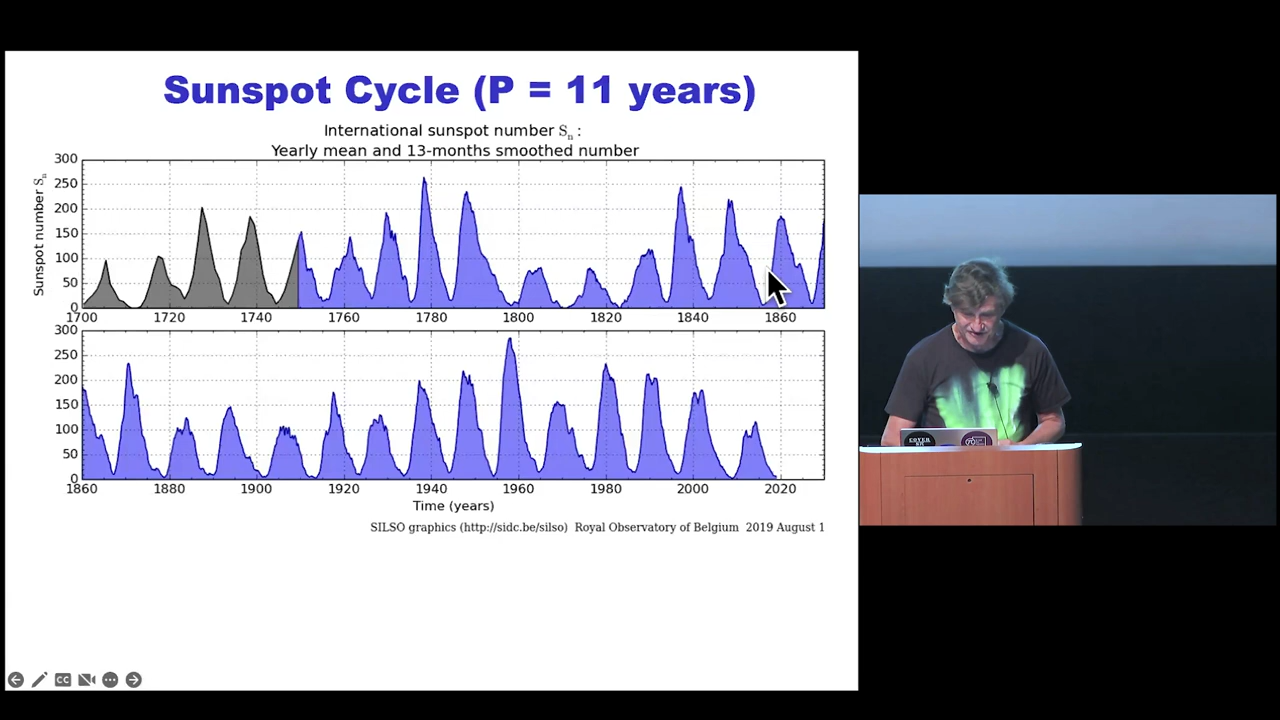 Sunspot Cycle (P = 11 years)
International sunspot number Sn :
Yearly mean and 13-months smoothed number
Sunspot number Sn
300
250
200
150
100
50
0
1700 1720 1740 1760 1780 1800 1820 1840 1860
300
250
200
150
100
50
0
1860 1880 1900 1920 1940 1960 1980 2000 2020
Time (years)
SILSO graphics (http://sidc.be/silso) Royal Observatory of Belgium 2019 August 1
CC